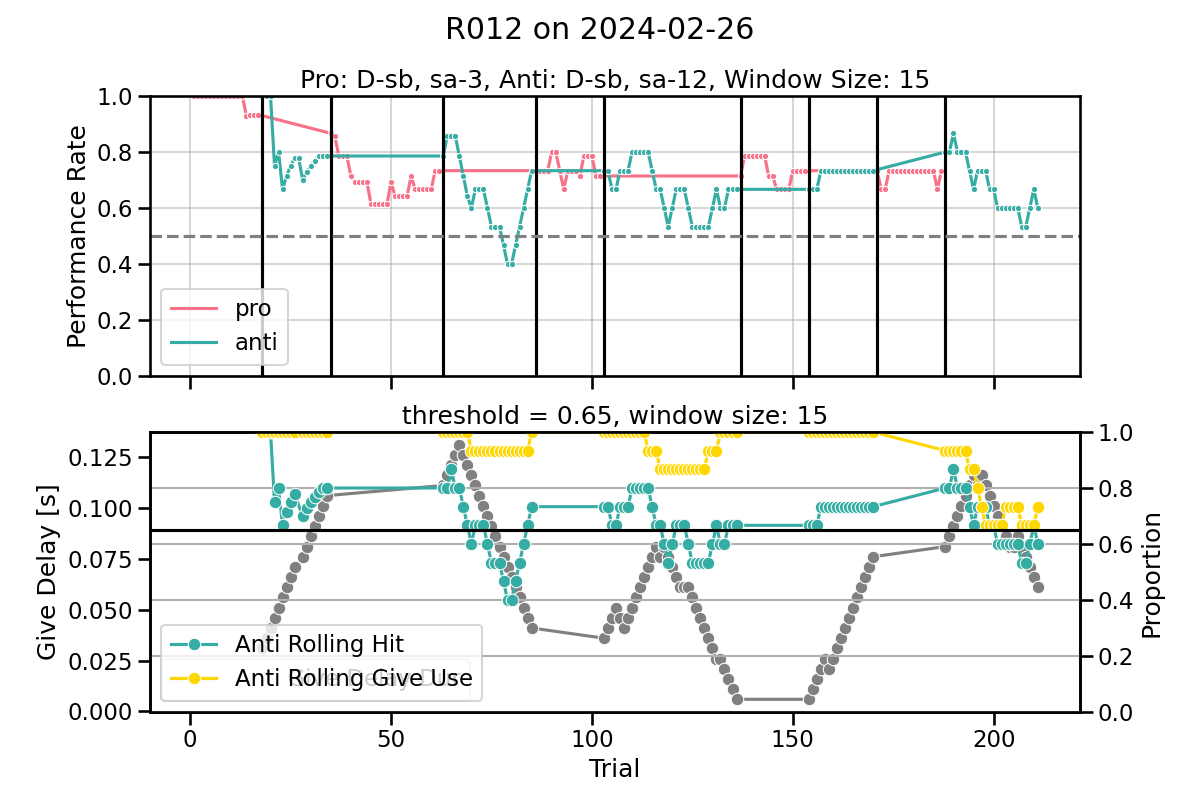 R012 on 2024-02-26
Pro: D-sb, sa-3, Anti: D-sb, sa-12, Window Size: 15
Performance Rate
1.0
0.8
0.6
0.4
0.2
0.0
pro
anti
threshold = 0.65, window size: 15
Give Delay [s]
0.125
0.100
0.075
0.050
0.025
0.000
Anti Rolling Hit
Anti Rolling Give Use
1.0
0.8
0.6
0.4
0.2
0.0
Proportion
0
50
100
150
200
Trial